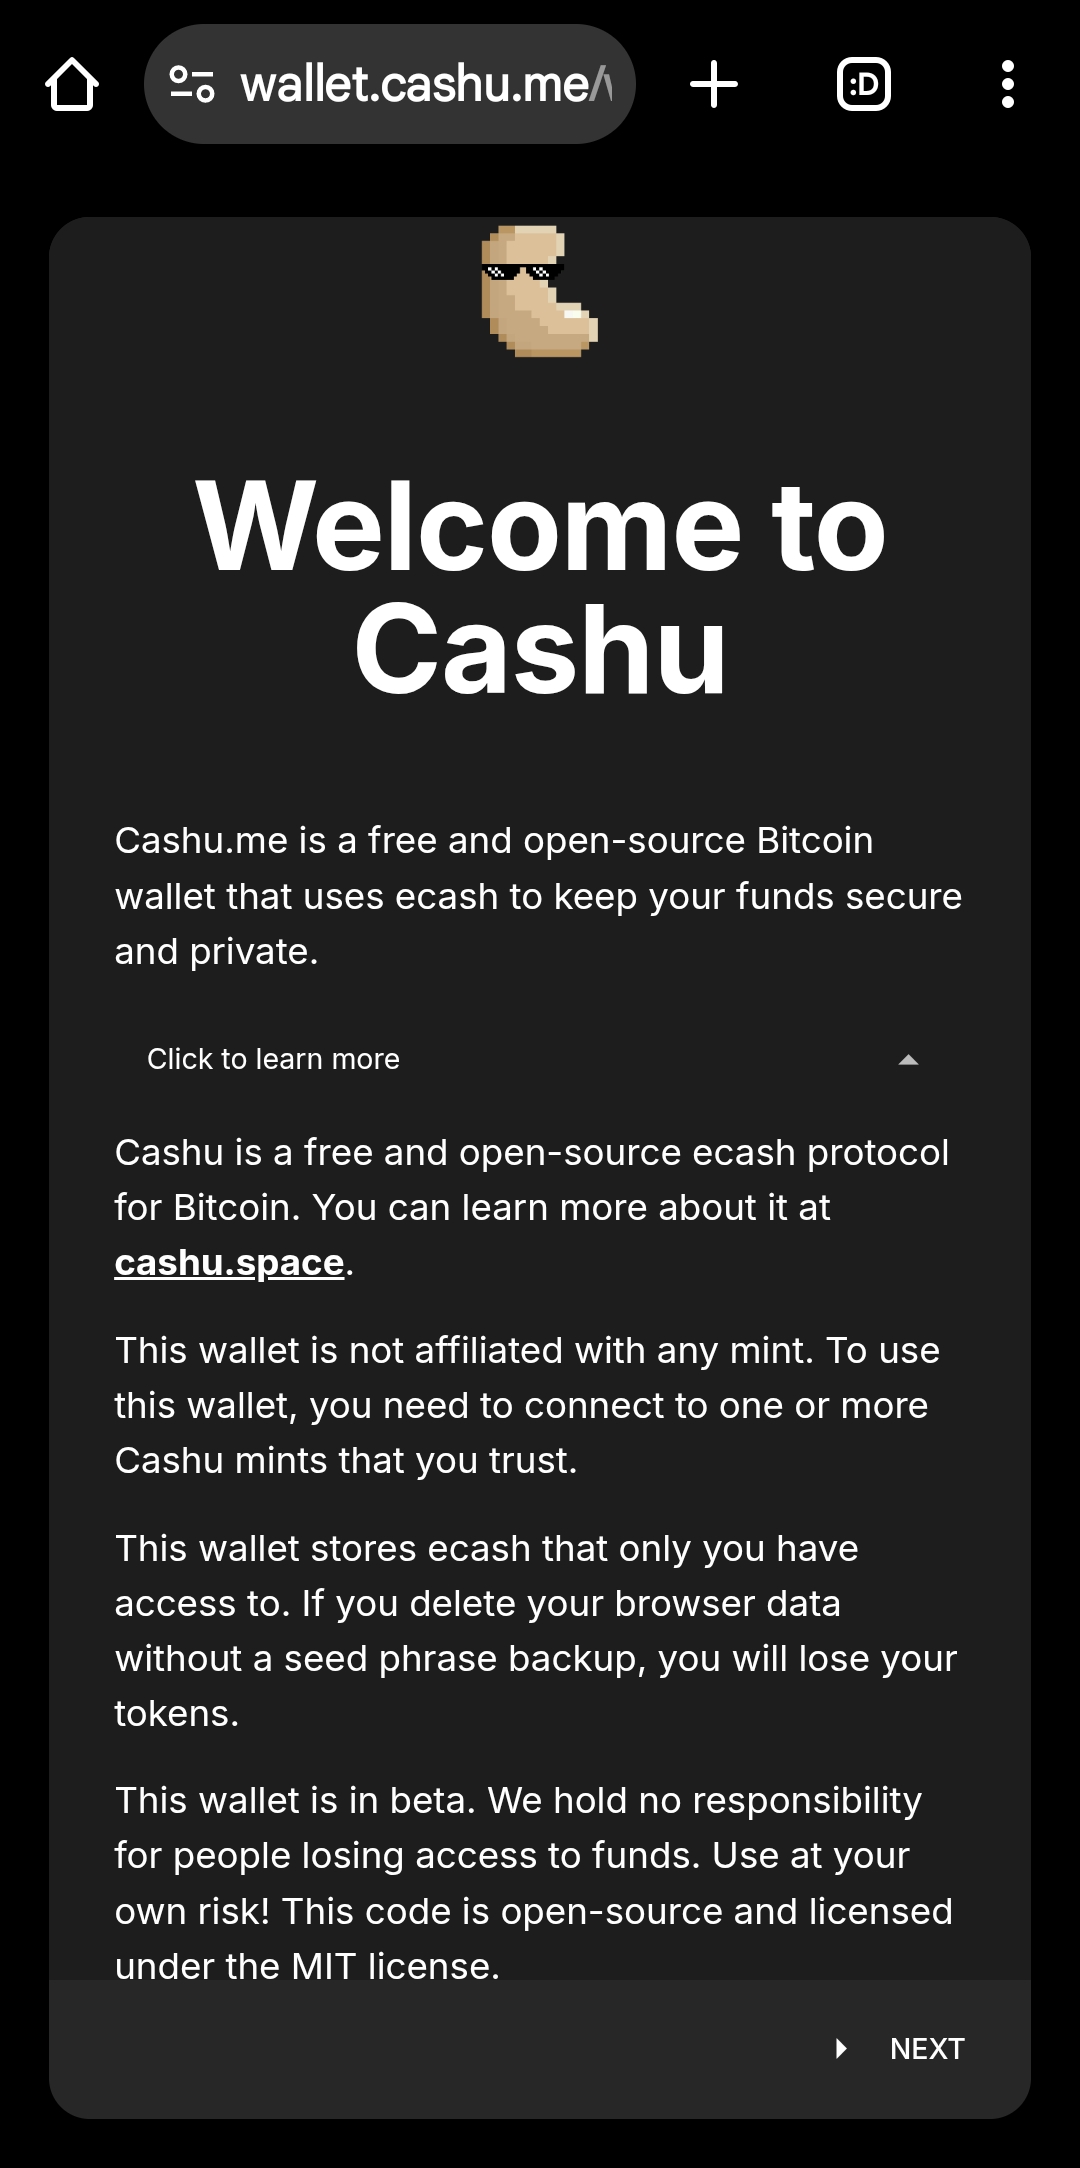 wallet.cashu.me/
:D
Welcome to
Cashu
Cashu.me is a free and open-source Bitcoin
wallet that uses ecash to keep your funds secure
and private.
Click to learn more
Cashu is a free and open-source ecash protocol
for Bitcoin. You can learn more about it at
cashu.space.
This wallet is not affiliated with any mint. To use
this wallet, you need to connect to one or more
Cashu mints that you trust.
This wallet stores ecash that only you have
access to. If you delete your browser data
without a seed phrase backup, you will lose your
tokens.
This wallet is in beta. We hold no responsibility
for people losing access to funds. Use at your
own risk! This code is open-source and licensed
under the MIT license.
NEXT